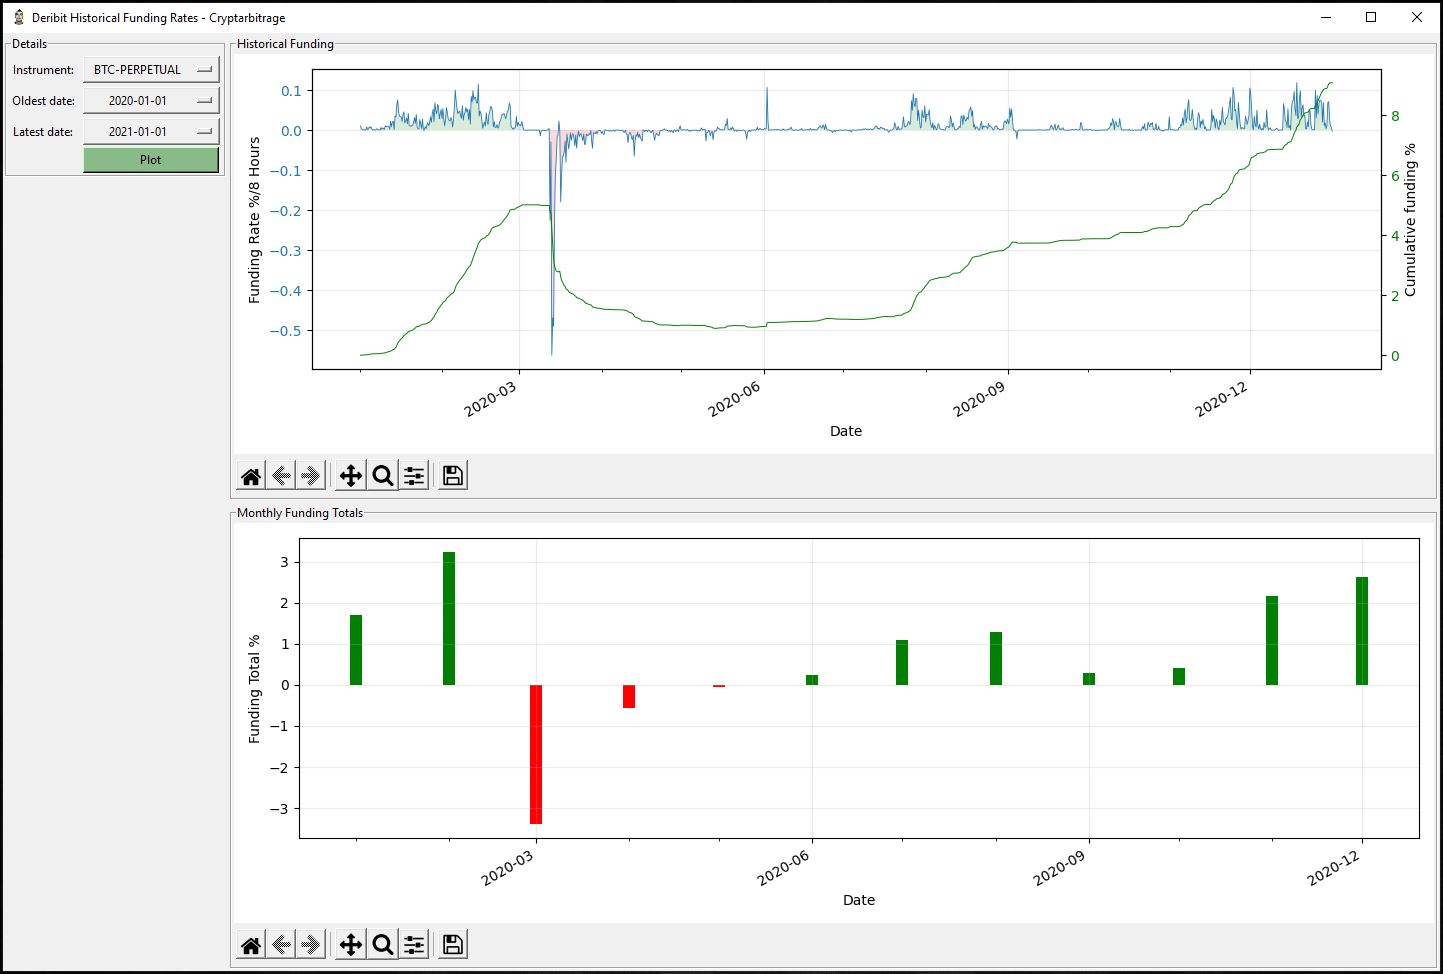 Deribit Historical Funding Rates - Cryptarbitrage
Details
Instrument: BTC-PERPETUAL
Oldest date: 2020-01-01
Latest date: 2021-01-01
Plot
Historical Funding
Funding Rate %/8 Hours
0.1
0.0
−0.1
−0.2
−0.3
−0.4
−0.5
8
6
4
2
0
Cumulative funding %
2020-03 2020-06 2020-09 2020-12
Date
Monthly Funding Totals
Funding Total %
3
2
1
0
−1
−2
−3
2020-03 2020-06 2020-09 2020-12
Date